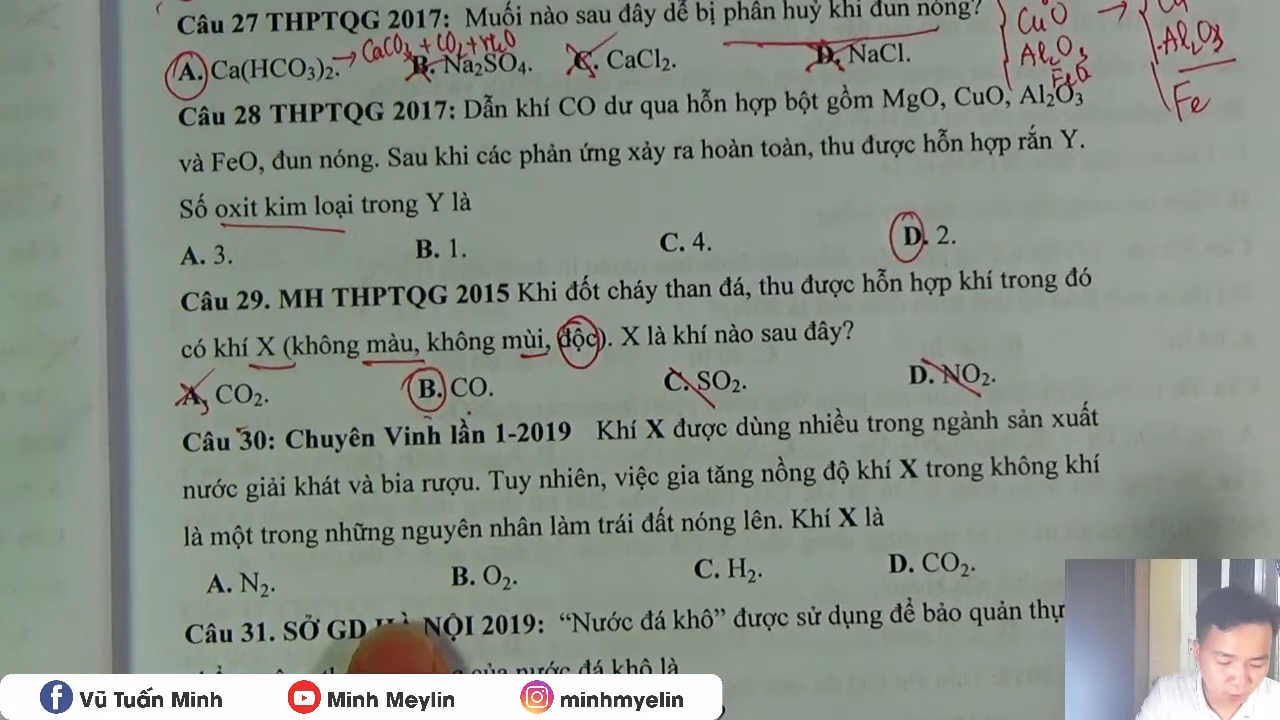 Câu 27 THPTQG 2017: Muối nào sau đây dễ bị phân huỷ khi đun nóng?
A. Ca(HCO3)2. → CaCO3 + CO2 + H2O B. Na2SO4. C. CaCl2. D. NaCl.
CuO →
Al2O3 Al2O3
FeO Fe
Câu 28 THPTQG 2017: Dẫn khí CO dư qua hỗn hợp bột gồm MgO, CuO, Al2O3
và FeO, đun nóng. Sau khi các phản ứng xảy ra hoàn toàn, thu được hỗn hợp rắn Y.
Số oxit kim loại trong Y là
A. 3. B. 1. C. 4. D. 2.
Câu 29. MH THPTQG 2015 Khi đốt cháy than đá, thu được hỗn hợp khí trong đó
có khí X (không màu, không mùi, độc). X là khí nào sau đây?
A. CO2. B. CO. C. SO2. D. NO2.
Câu 30: Chuyên Vinh lần 1-2019 Khí X được dùng nhiều trong ngành sản xuất
nước giải khát và bia rượu. Tuy nhiên, việc gia tăng nồng độ khí X trong không khí
là một trong những nguyên nhân làm trái đất nóng lên. Khí X là
A. N2. B. O2. C. H2. D. CO2.
Câu 31. SỞ GD HÀ NỘI 2019: “Nước đá khô” được sử dụng để bảo quản
của nước đá khô là
Vũ Tuấn Minh Minh Meylin minhmyelin